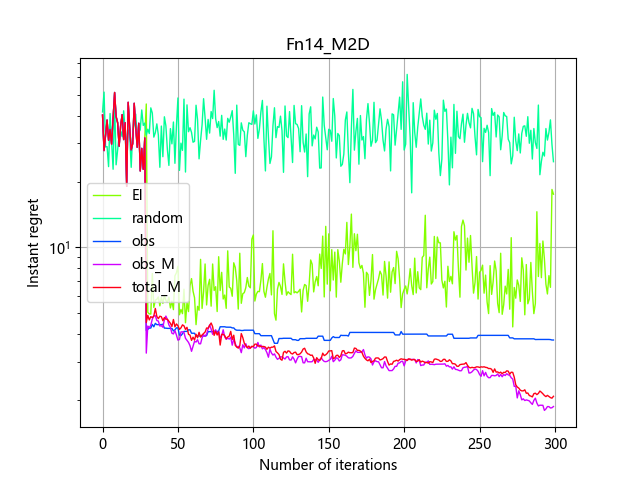 Fn14_M2D
Instant regret
10¹
EI
random
obs
obs_M
total_M
0 50 100 150 200 250 300
Number of iterations